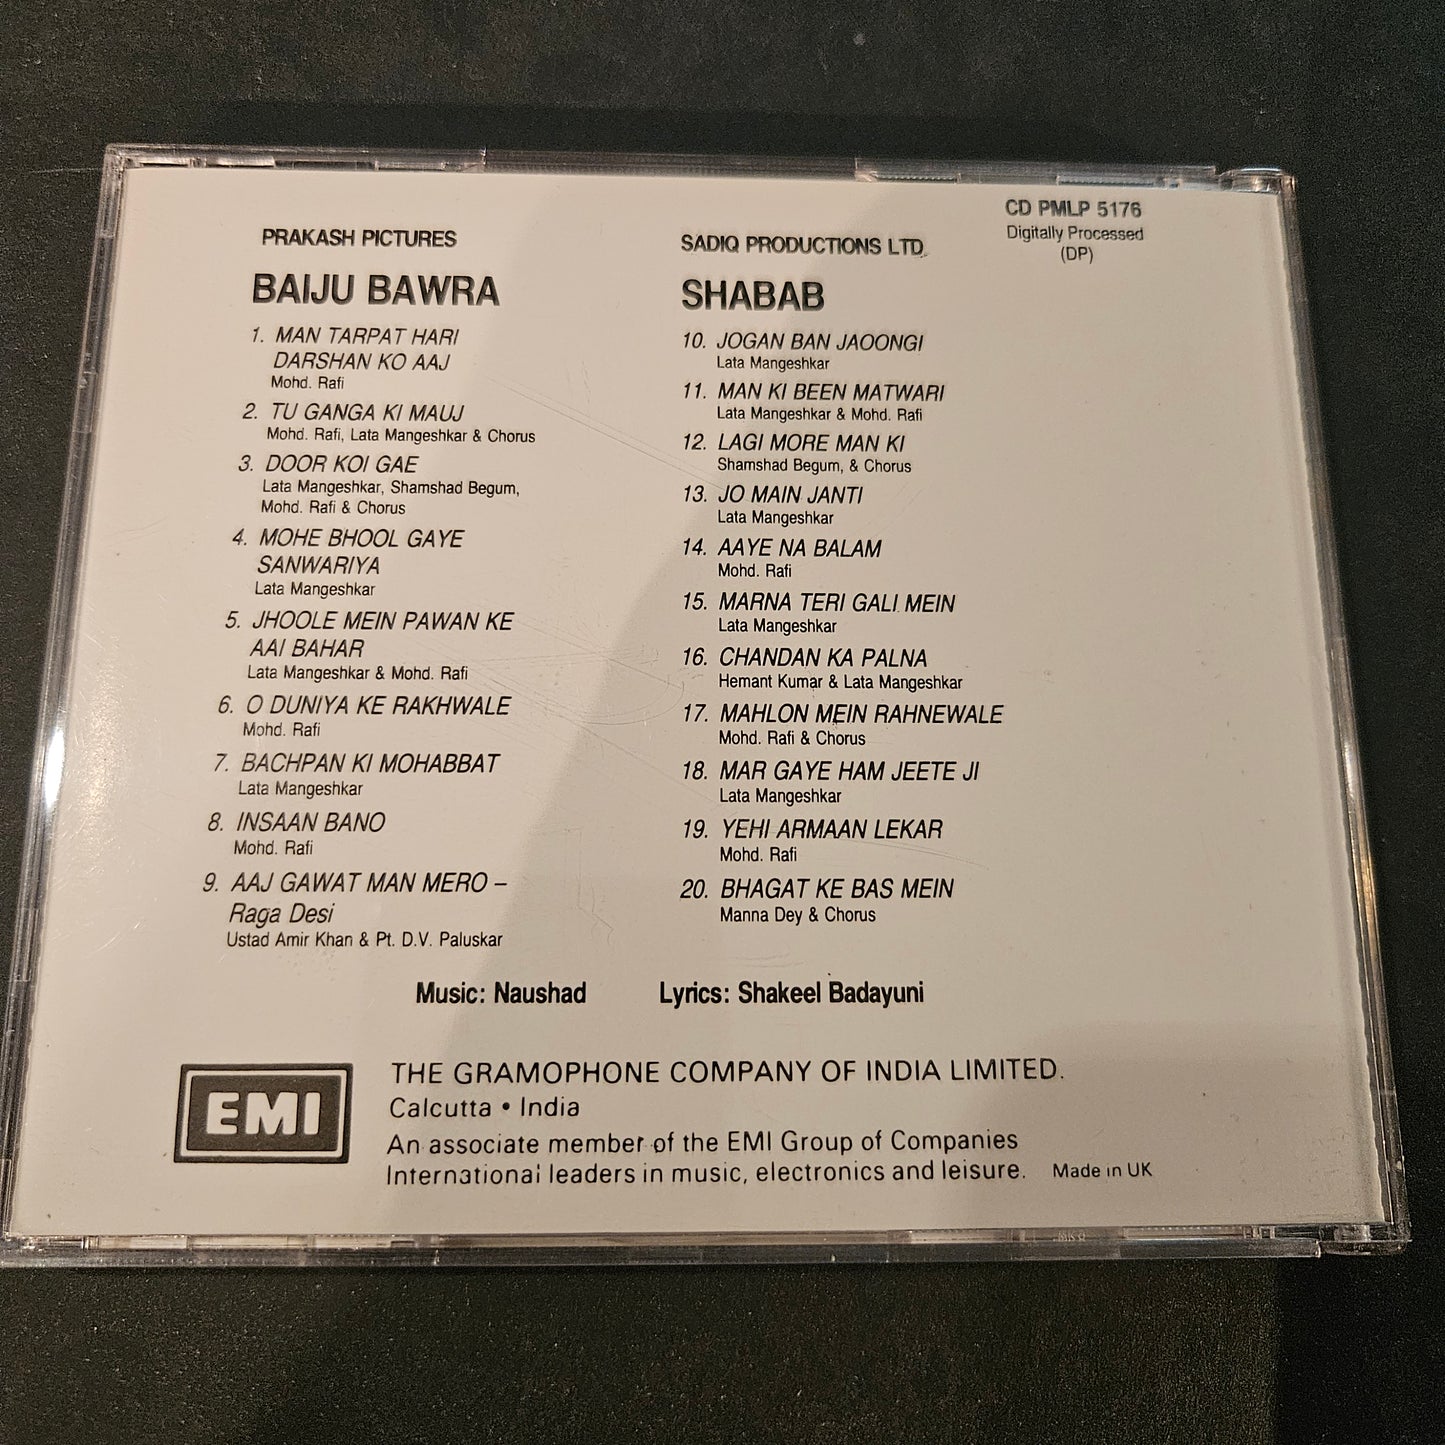 CD PMLP 5176
Digitally Processed
(DP)
PRAKASH PICTURES
BAIJU BAWRA
1. MAN TARPAT HARI
DARSHAN KO AAJ
Mohd. Rafi
2. TU GANGA KI MAUJ
Mohd. Rafi, Lata Mangeshkar & Chorus
3. DOOR KOI GAE
Lata Mangeshkar, Shamshad Begum,
Mohd. Rafi & Chorus
4. MOHE BHOOL GAYE
SANWARIYA
Lata Mangeshkar
5. JHOOLE MEIN PAWAN KE
AAI BAHAR
Lata Mangeshkar & Mohd. Rafi
6. O DUNIYA KE RAKHWALE
Mohd. Rafi
7. BACHPAN KI MOHABBAT
Lata Mangeshkar
8. INSAAN BANO
Mohd. Rafi
9. AAJ GAWAT MAN MERO –
Raga Desi
Ustad Amir Khan & Pt. D.V. Paluskar
SADIQ PRODUCTIONS LTD.
SHABAB
10. JOGAN BAN JAOONGI
Lata Mangeshkar
11. MAN KI BEEN MATWARI
Lata Mangeshkar & Mohd. Rafi
12. LAGI MORE MAN KI
Shamshad Begum, & Chorus
13. JO MAIN JANTI
Lata Mangeshkar
14. AAYE NA BALAM
Mohd. Rafi
15. MARNA TERI GALI MEIN
Lata Mangeshkar
16. CHANDAN KA PALNA
Hemant Kumar & Lata Mangeshkar
17. MAHLON MEIN RAHNEWALE
Mohd. Rafi & Chorus
18. MAR GAYE HAM JEETE JI
Lata Mangeshkar
19. YEHI ARMAAN LEKAR
Mohd. Rafi
20. BHAGAT KE BAS MEIN
Manna Dey & Chorus
Music: Naushad Lyrics: Shakeel Badayuni
EMI
THE GRAMOPHONE COMPANY OF INDIA LIMITED.
Calcutta • India
An associate member of the EMI Group of Companies
International leaders in music, electronics and leisure. Made in UK